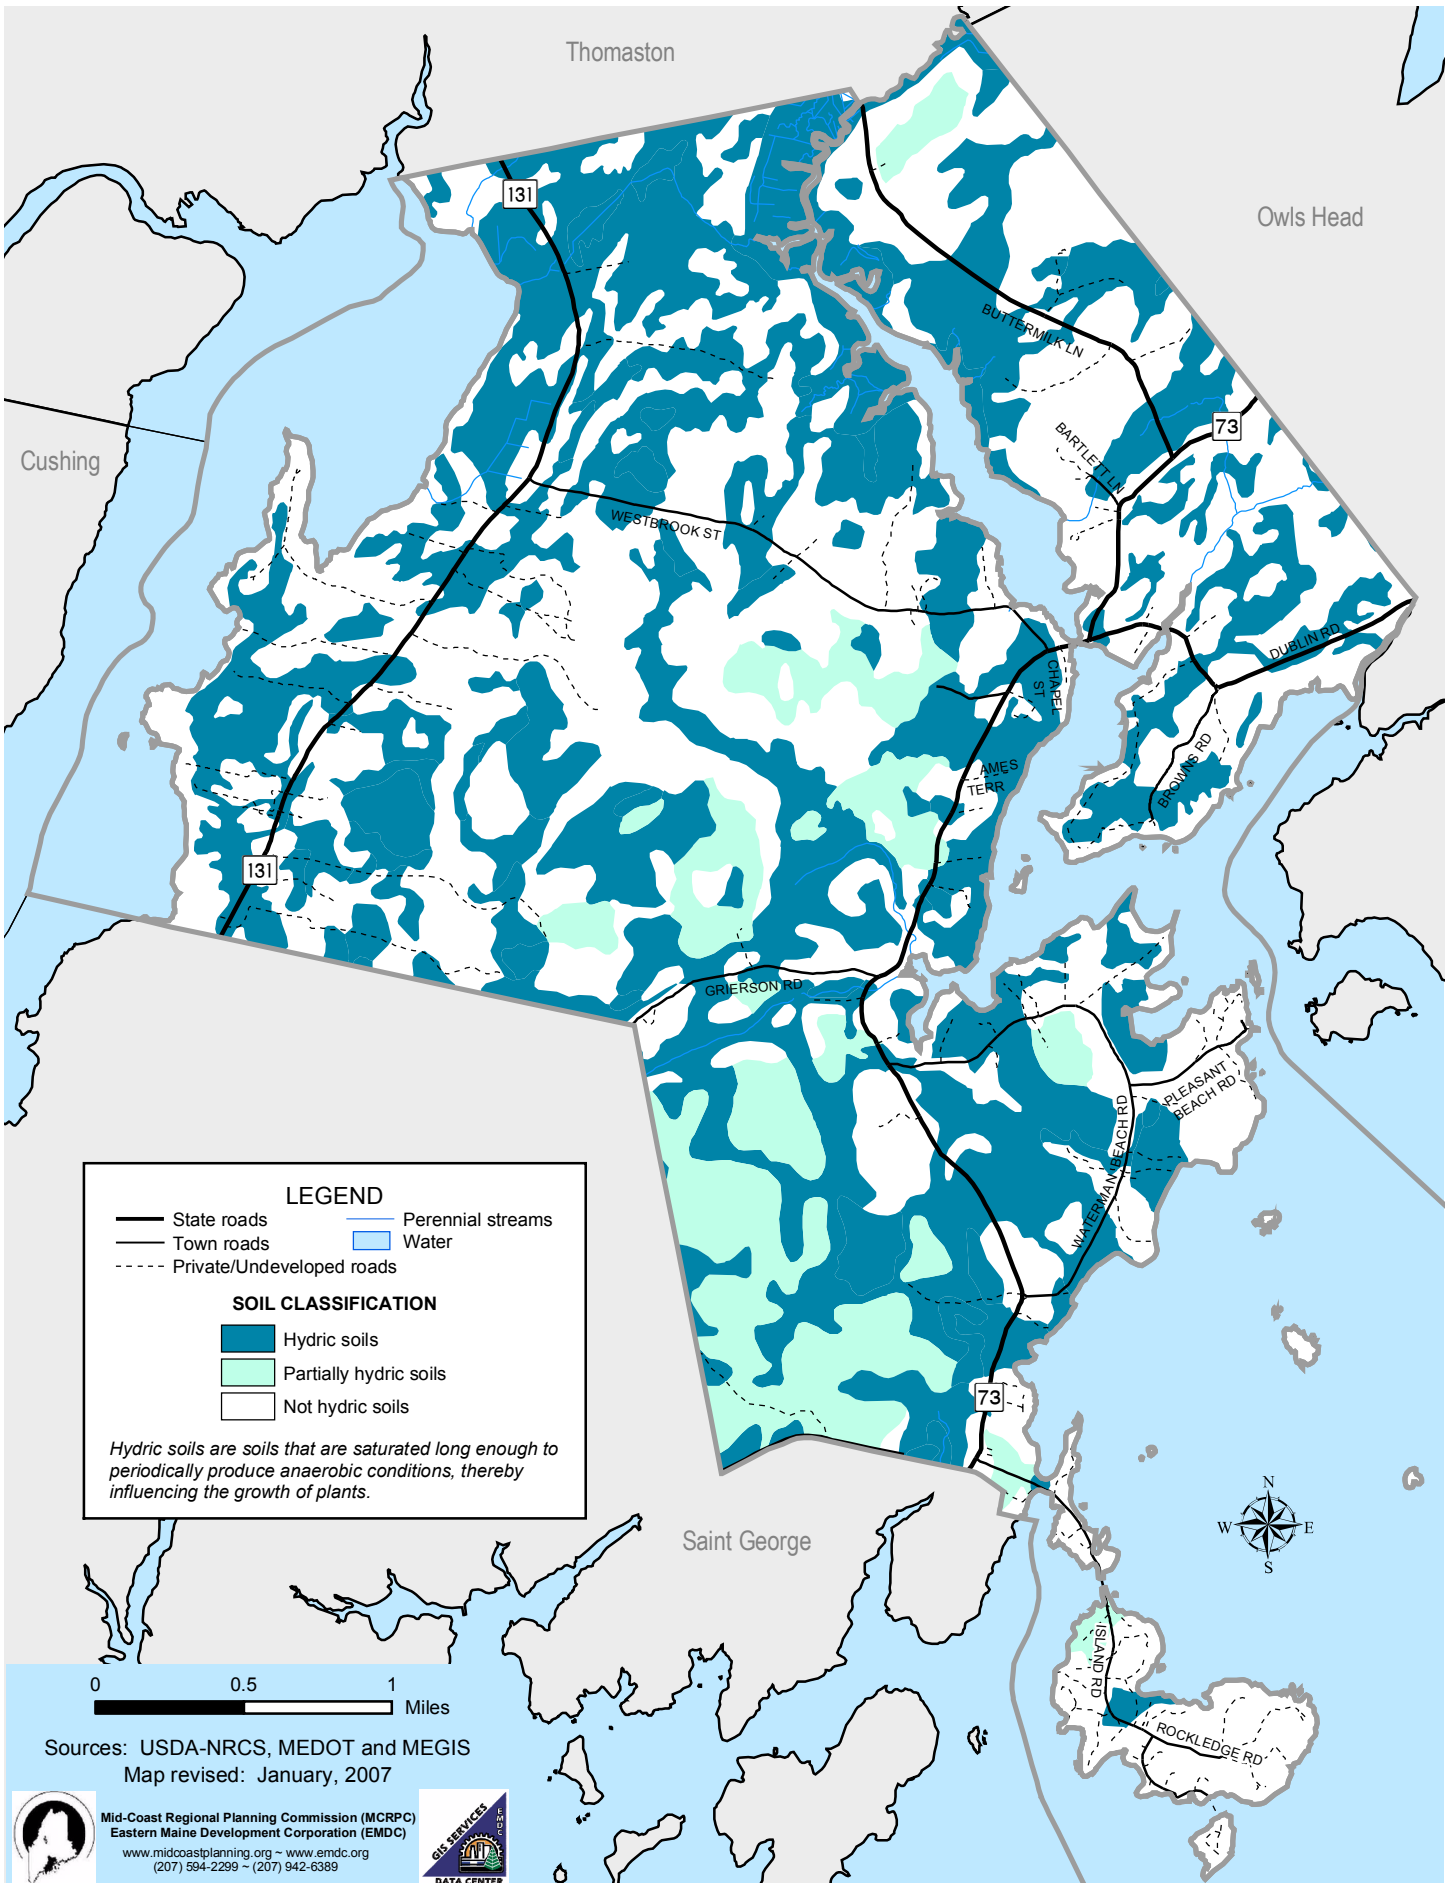 Thomaston
Owls Head
131
BUTTERMILK LN
73
BARTLETT LN
Cushing
WESTBROOK ST
DUBLIN RD
CHAPEL
ST
BROWNS RD
AMES
TERR
131
GRIERSON RD
PLEASANT
BEACH RD
WATERMAN BEACH RD
LEGEND
State roads
Perennial streams
Town roads
Water
Private/Undeveloped roads
SOIL CLASSIFICATION
Hydric soils
Partially hydric soils
Not hydric soils
Hydric soils are soils that are saturated long enough to
periodically produce anaerobic conditions, thereby
influencing the growth of plants.
73
Saint George
N
W E
S
ISLAND RD
ROCKLEDGE RD
0 0.5 1
Miles
Sources: USDA-NRCS, MEDOT and MEGIS
Map revised: January, 2007
Mid-Coast Regional Planning Commission (MCRPC)
Eastern Maine Development Corporation (EMDC)
www.midcoastplanning.org ~ www.emdc.org
(207) 594-2299 ~ (207) 942-6389
GIS SERVICES
EMDC
DATA CENTER